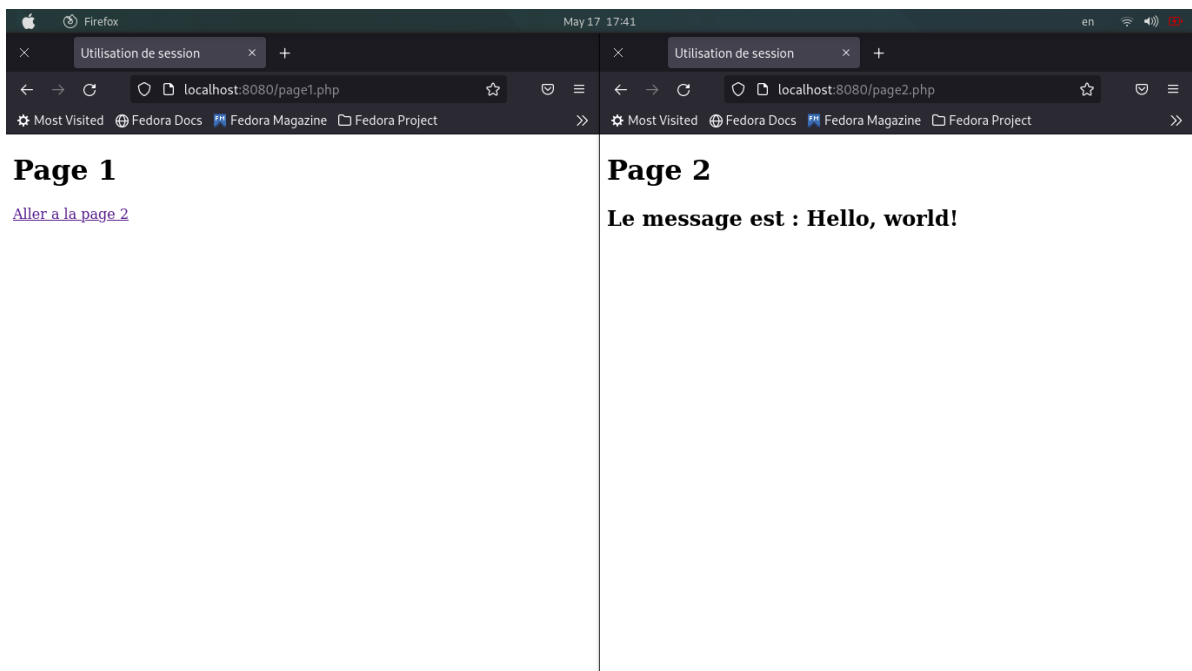 Firefox
May 17 17:41
en
Utilisation de session
localhost:8080/page1.php
Most Visited Fedora Docs Fedora Magazine Fedora Project
Page 1
Aller a la page 2
Utilisation de session
localhost:8080/page2.php
Most Visited Fedora Docs Fedora Magazine Fedora Project
Page 2
Le message est : Hello, world!